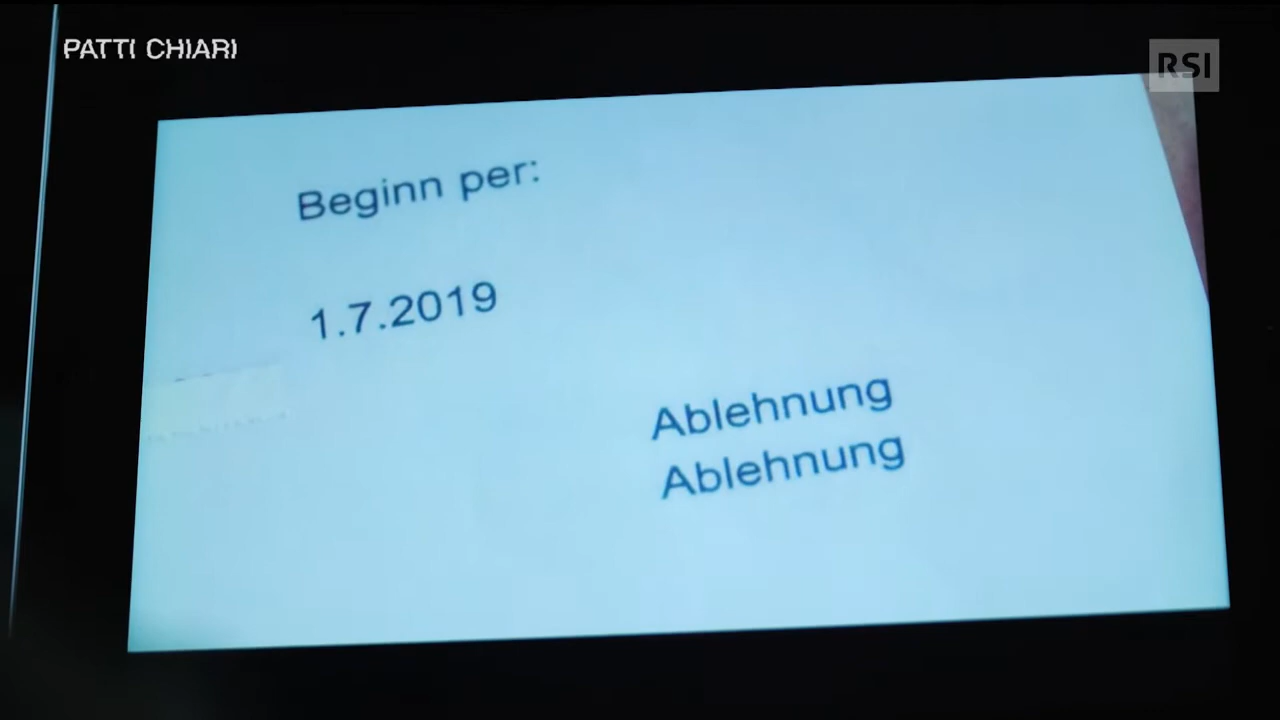 PATTI CHIARI
RSI
Beginn per:
1.7.2019
Ablehnung
Ablehnung